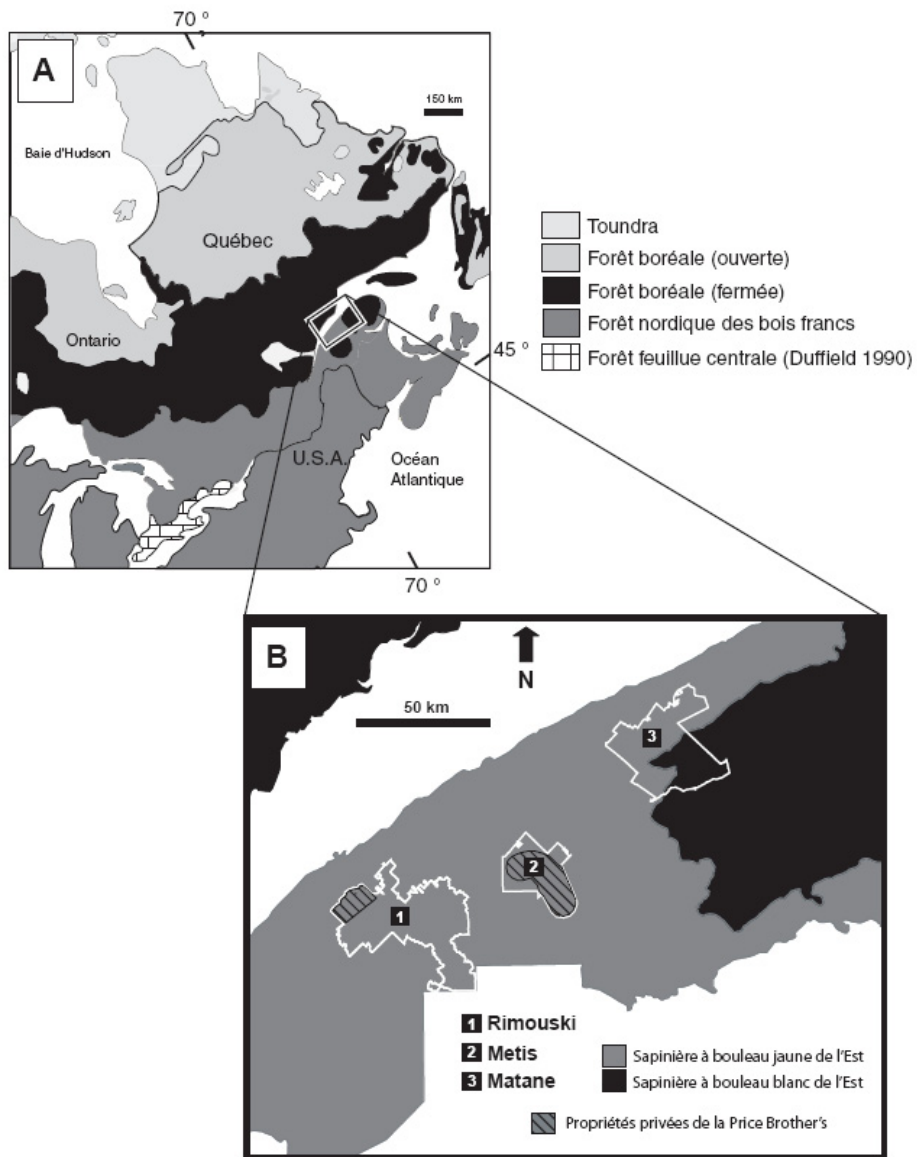 70 °
A
150 km
Baie d'Hudson
Québec
Ontario
45 °
U.S.A.
Océan
Atlantique
70 °
Toundra
Forêt boréale (ouverte)
Forêt boréale (fermée)
Forêt nordique des bois francs
Forêt feuillue centrale (Duffield 1990)
B
N
50 km
3
2
1
1 Rimouski
2 Metis
3 Matane
Sapinière à bouleau jaune de l'Est
Sapinière à bouleau blanc de l'Est
Propriétés privées de la Price Brother's